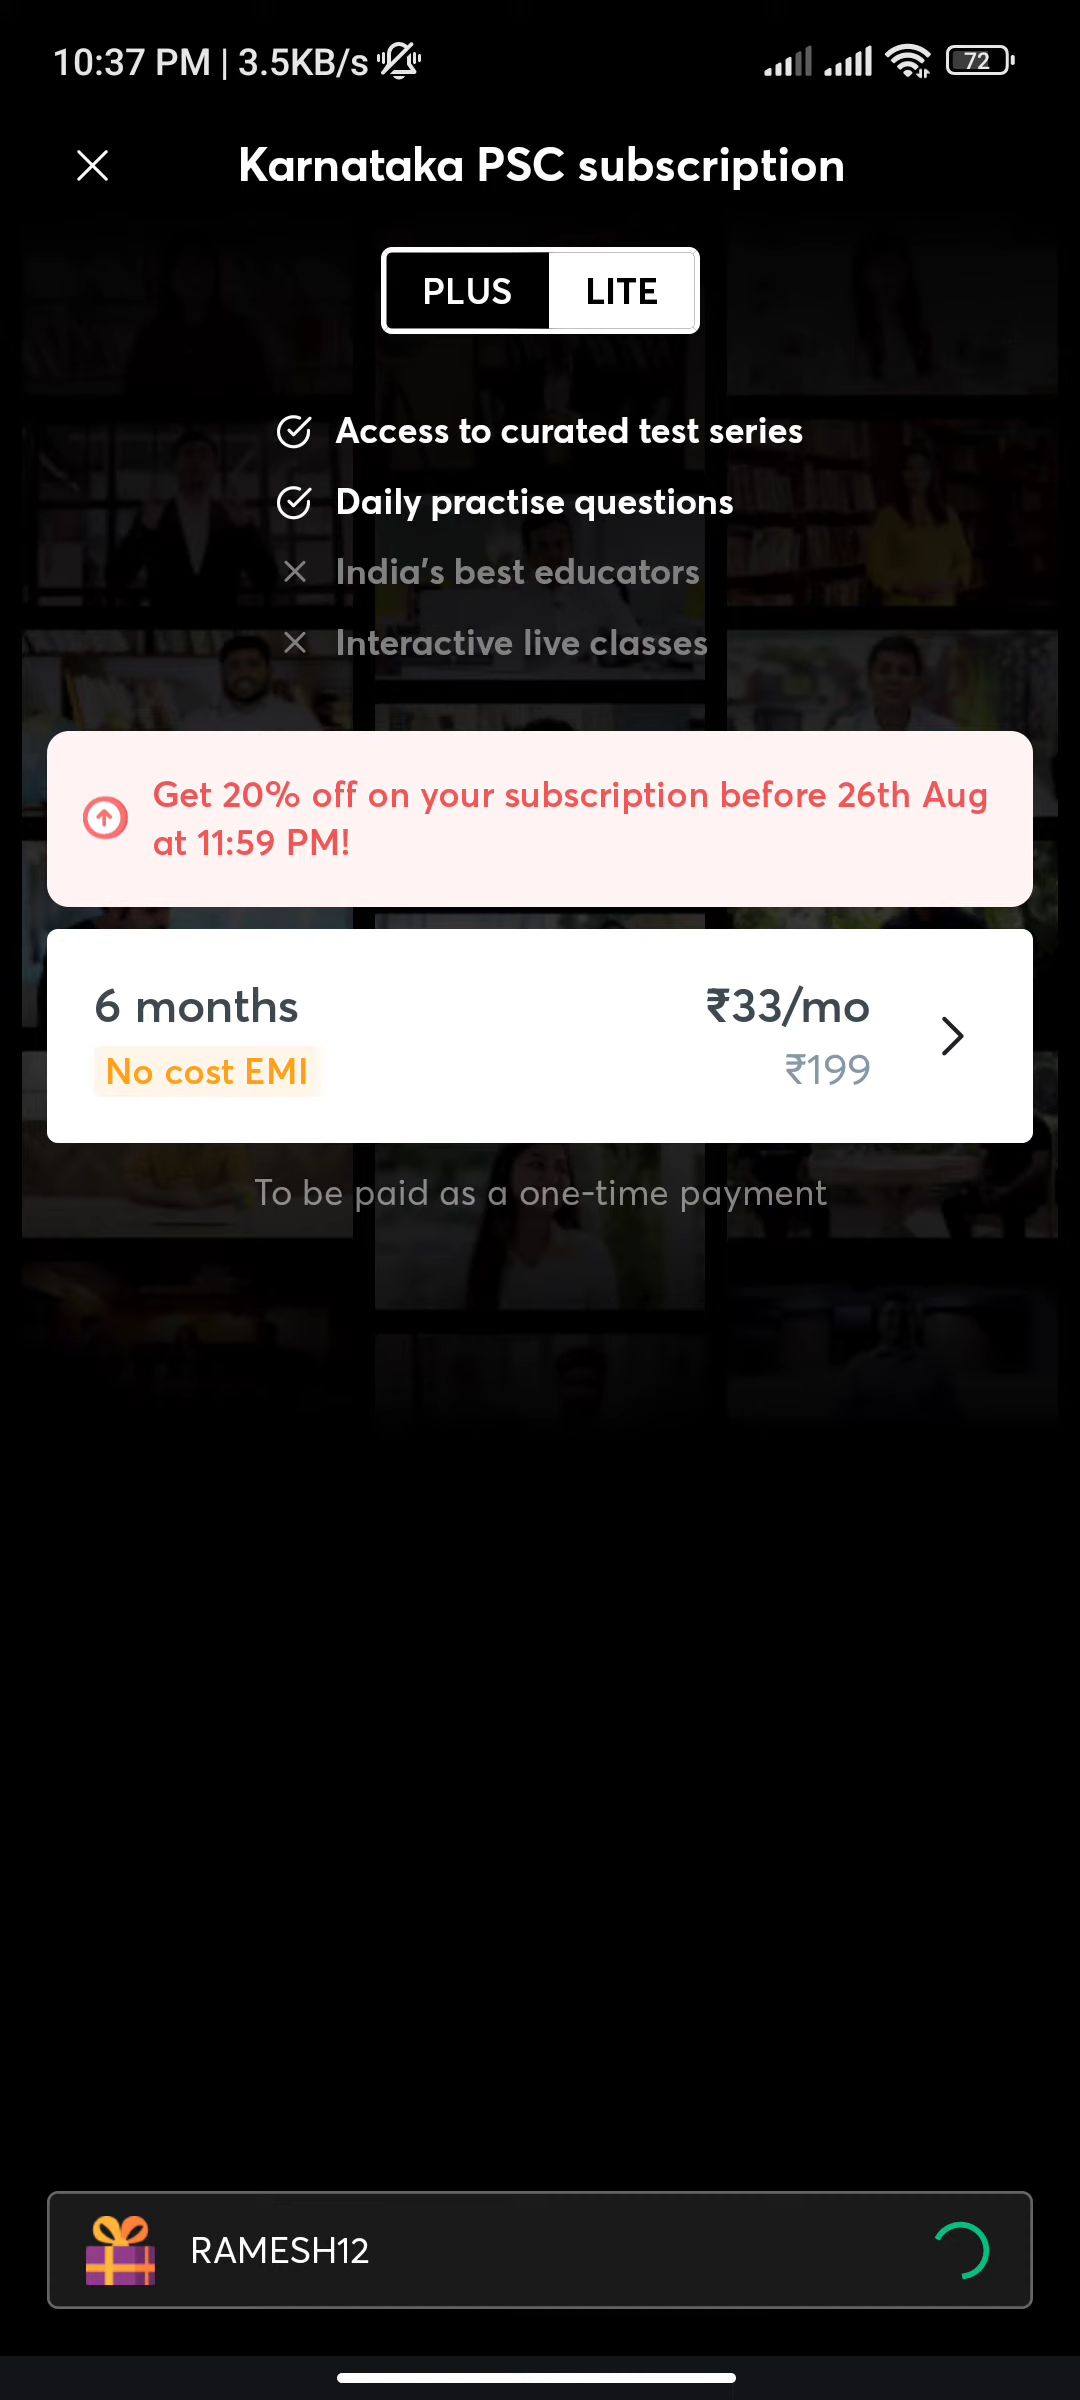 10:37 PM | 3.5KB/s
72
Karnataka PSC subscription
PLUS
LITE
Access to curated test series
Daily practise questions
India's best educators
Interactive live classes
Get 20% off on your subscription before 26th Aug
at 11:59 PM!
6 months
₹33/mo
No cost EMI
₹199
To be paid as a one-time payment
RAMESH12